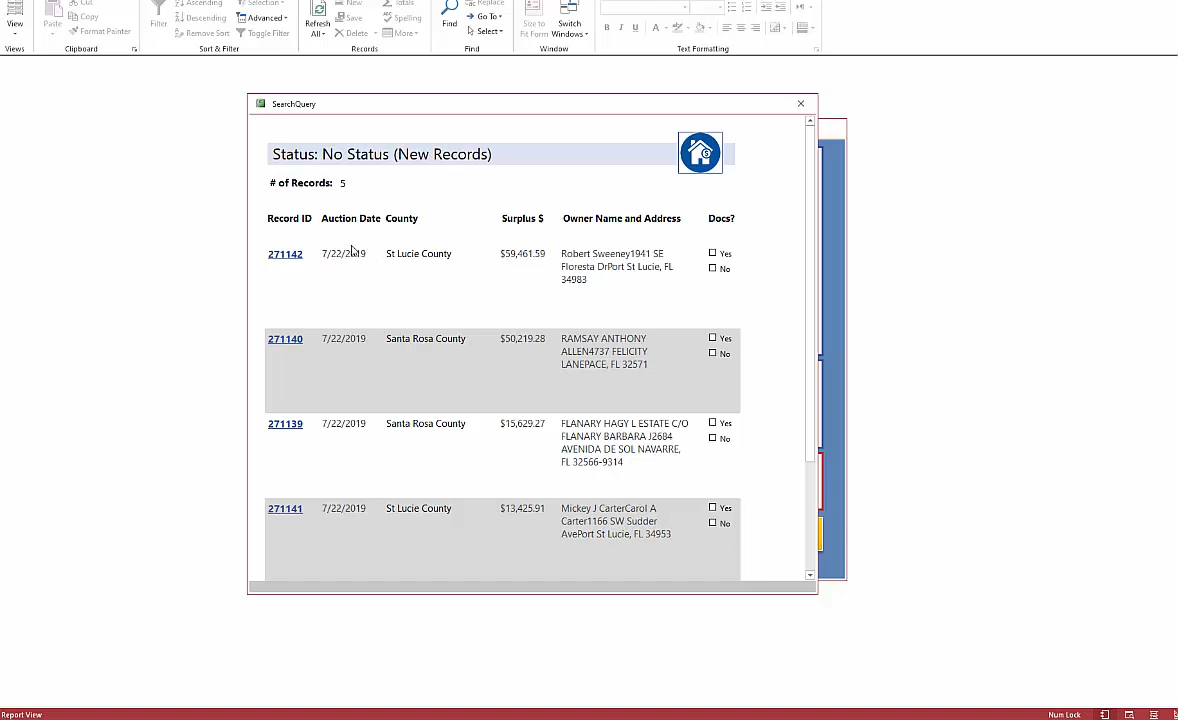 View
Views
Cut
Paste
Copy
Format Painter
Clipboard
Filter
Ascending
Descending
Remove Sort
Selection
Advanced
Toggle Filter
Sort & Filter
Refresh
All
New
Save
Delete
Totals
Spelling
More
Records
Find
Replace
Go To
Select
Find
Size to
Fit Form
Switch
Windows
Window
B I U A
Text Formatting
SearchQuery
Status: No Status (New Records)
# of Records: 5
Record ID Auction Date County Surplus $ Owner Name and Address Docs?
271142 7/22/2019 St Lucie County $59,461.59 Robert Sweeney1941 SE Yes
Floresta DrPort St Lucie, FL No
34983
271140 7/22/2019 Santa Rosa County $50,219.28 RAMSAY ANTHONY Yes
ALLEN4737 FELICITY No
LANEPACE, FL 32571
271139 7/22/2019 Santa Rosa County $15,629.27 FLANARY HAGY L ESTATE C/O Yes
FLANARY BARBARA J2684 No
AVENIDA DE SOL NAVARRE,
FL 32566-9314
271141 7/22/2019 St Lucie County $13,425.91 Mickey J CarterCarol A Yes
Carter1166 SW Sudder No
AvePort St Lucie, FL 34953
Report View Num Lock